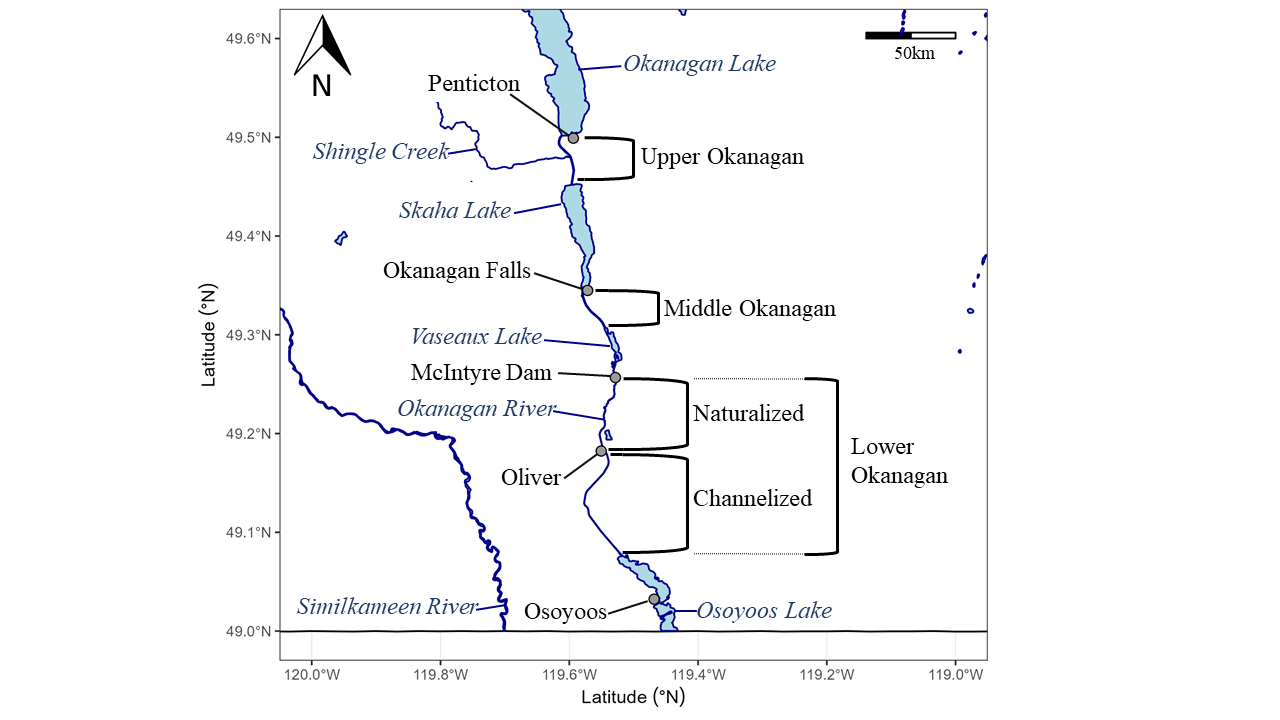 49.6°N
50km
Okanagan Lake
Penticton
N
49.5°N
Shingle Creek
Upper Okanagan
Skaha Lake
49.4°N
Okanagan Falls
Middle Okanagan
49.3°N
Vaseaux Lake
McIntyre Dam
Okanagan River
Naturalized
49.2°N
Lower
Okanagan
Oliver
Channelized
49.1°N
Similkameen River
Osoyoos
Osoyoos Lake
49.0°N
Latitude (°N)
120.0°W
119.8°W
119.6°W
119.4°W
119.2°W
119.0°W
Latitude (°N)